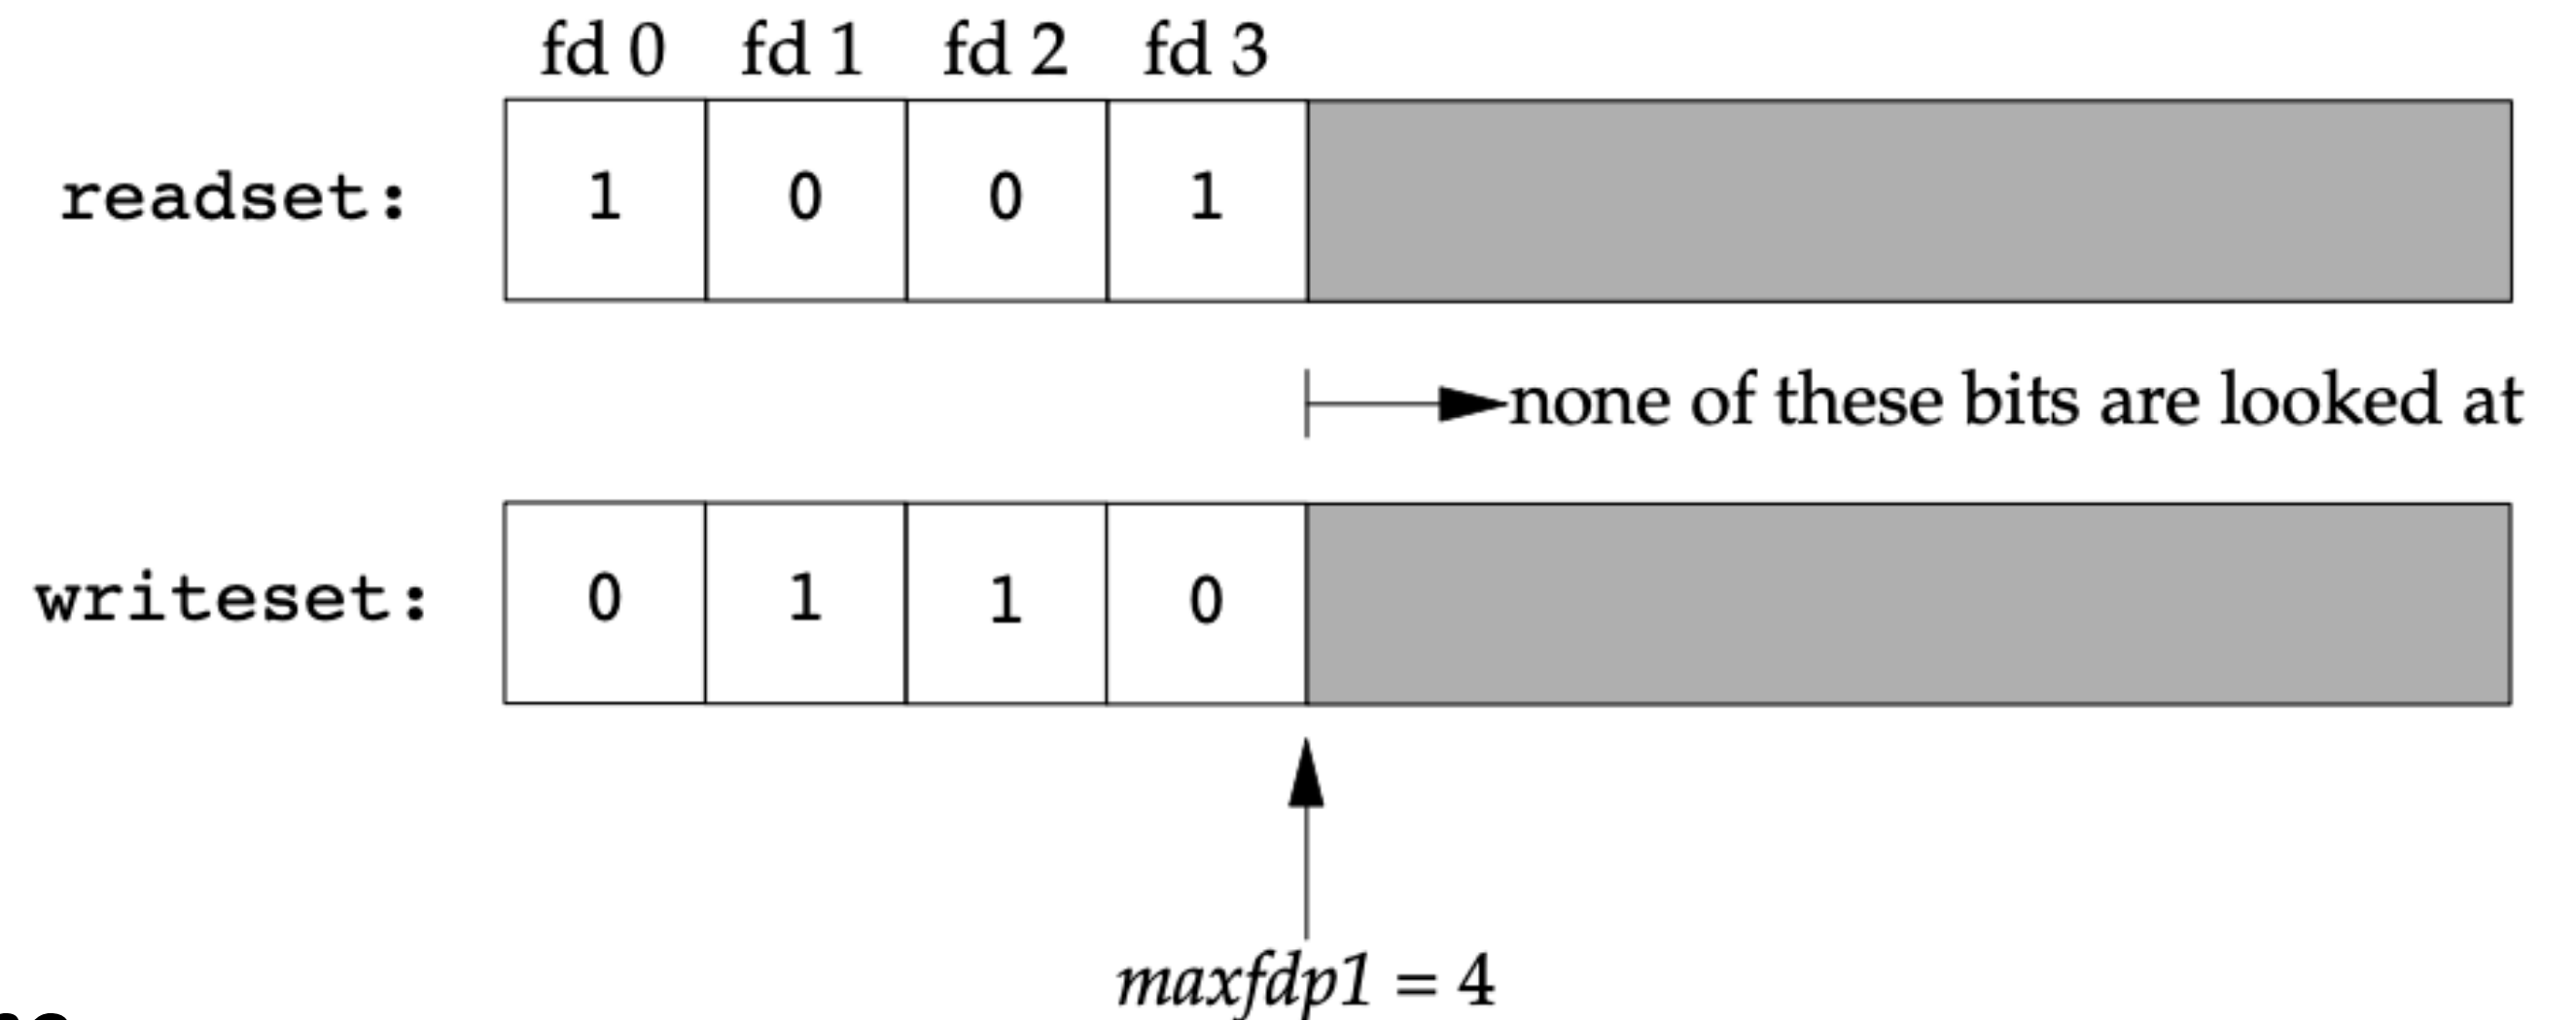 fd 0 fd 1 fd 2 fd 3
readset: 1 0 0 1
none of these bits are looked at
writeset: 0 1 1 0
maxfdp1 = 4